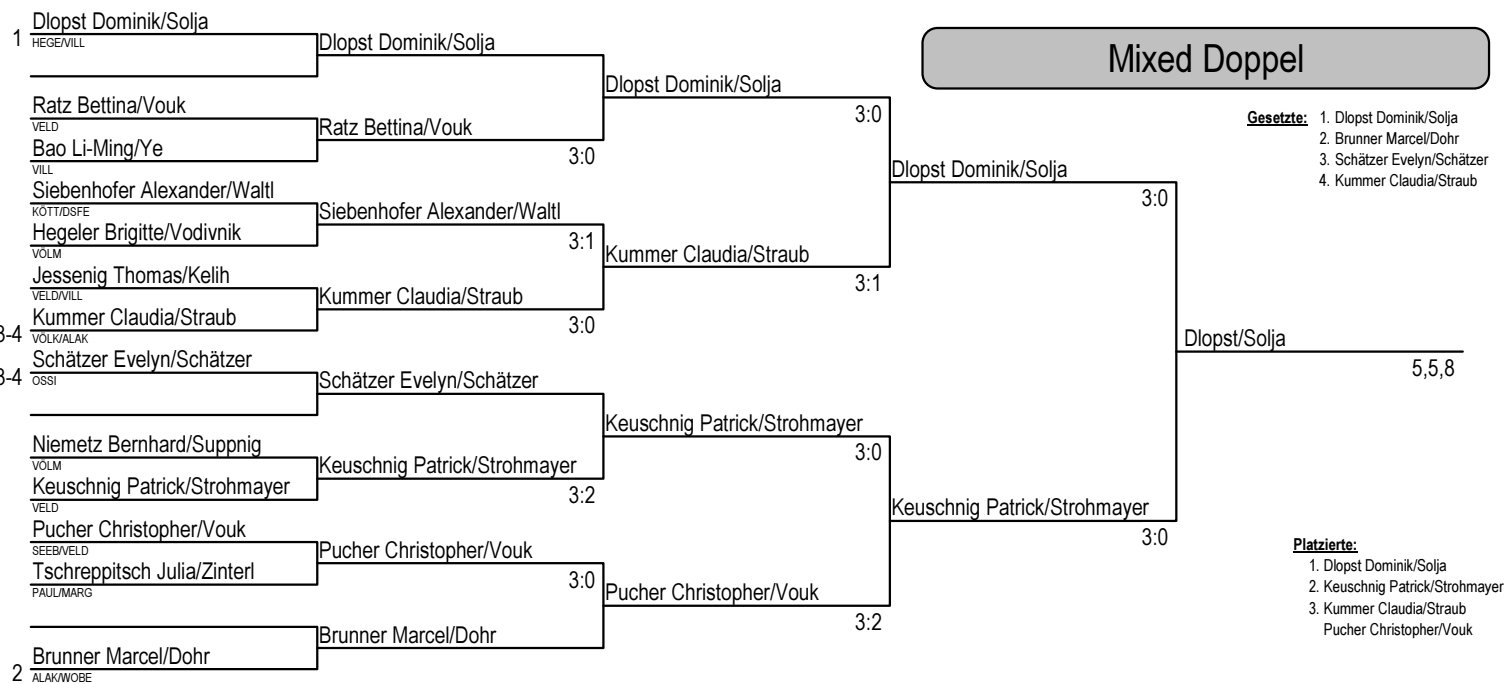 Dlopst Dominik/Solja
1 HEGE/VILL
Dlopst Dominik/Solja
Mixed Doppel
Dlopst Dominik/Solja
Ratz Bettina/Vouk
3:0
Gesetzte: 1. Dlopst Dominik/Solja
VELD
Ratz Bettina/Vouk
2. Brunner Marcel/Dohr
Bao Li-Ming/Ye
3:0
3. Schätzer Evelyn/Schätzer
VILL
Dlopst Dominik/Solja
4. Kummer Claudia/Straub
Siebenhofer Alexander/Waltl
3:0
KÖTT/DSFE
Siebenhofer Alexander/Waltl
Hegeler Brigitte/Vodivnik
3:1
VÖLM
Kummer Claudia/Straub
Jessenig Thomas/Kelih
3:1
VELD/VILL
Kummer Claudia/Straub
Kummer Claudia/Straub
3:0
3-4 VÖLK/ALAK
Dlopst/Solja
Schätzer Evelyn/Schätzer
5,5,8
3-4 OSSI
Schätzer Evelyn/Schätzer
Keuschnig Patrick/Strohmayer
Niemetz Bernhard/Suppnig
3:0
VÖLM
Keuschnig Patrick/Strohmayer
Keuschnig Patrick/Strohmayer
3:2
VELD
Keuschnig Patrick/Strohmayer
Pucher Christopher/Vouk
3:0
SEEB/VELD
Pucher Christopher/Vouk
Platzierte:
Tschreppitsch Julia/Zinterl
3:0
1. Dlopst Dominik/Solja
PAUL/MARG
Pucher Christopher/Vouk
2. Keuschnig Patrick/Strohmayer
3:2
3. Kummer Claudia/Straub
Brunner Marcel/Dohr
Pucher Christopher/Vouk
Brunner Marcel/Dohr
2 ALAK/WOBE